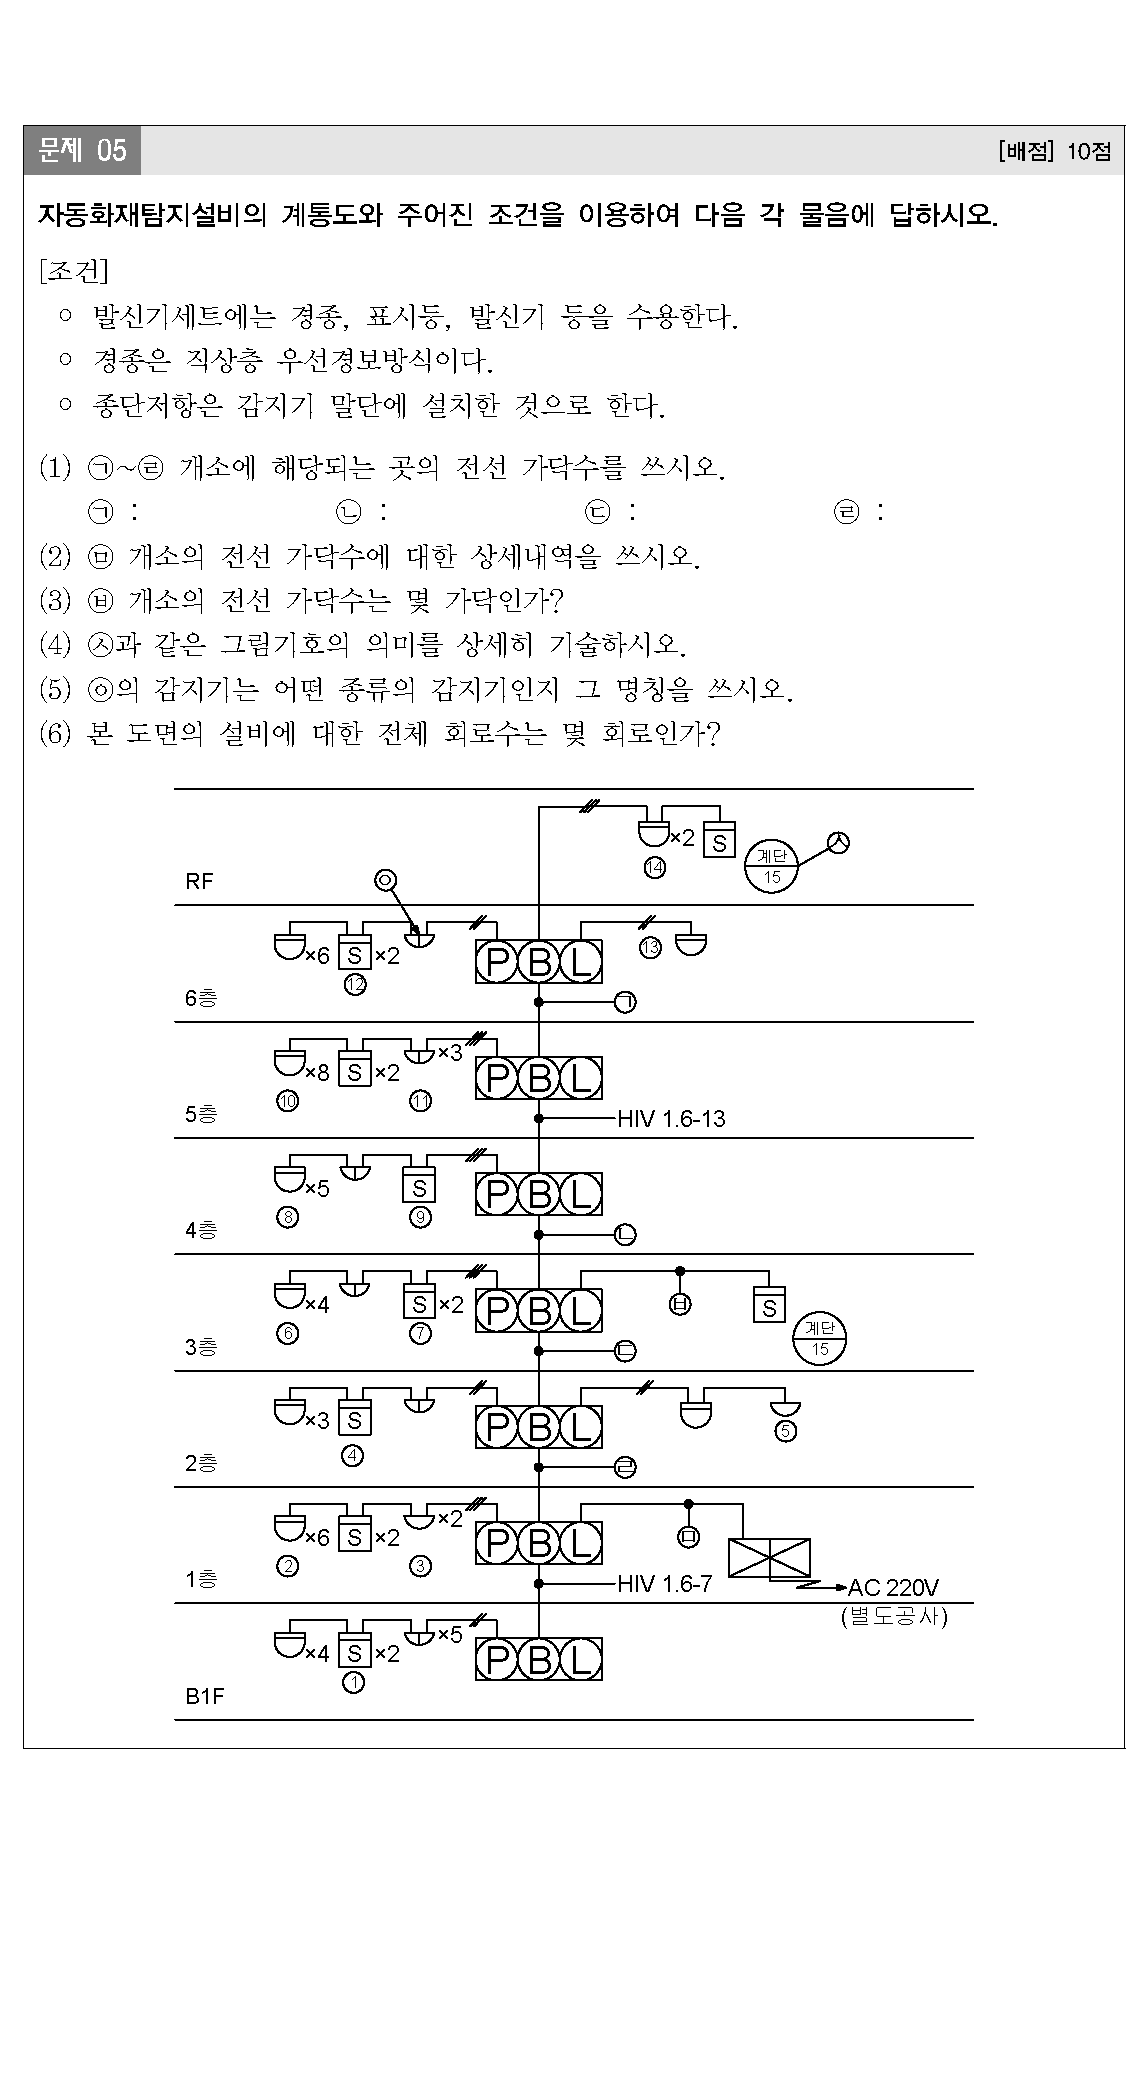 문제 05 [배점] 10점
자동화재탐지설비의 계통도와 주어진 조건을 이용하여 다음 각 물음에 답하시오.
[조건]
○ 발신기세트에는 경종, 표시등, 발신기 등을 수용한다.
○ 경종은 직상층 우선경보방식이다.
○ 종단저항은 감지기 말단에 설치한 것으로 한다.
(1) ㉠~㉣ 개소에 해당되는 곳의 전선 가닥수를 쓰시오.
㉠ : ㉡ : ㉢ : ㉣ :
(2) ㉤ 개소의 전선 가닥수에 대한 상세내역을 쓰시오.
(3) ㉥ 개소의 전선 가닥수는 몇 가닥인가?
(4) ㉦과 같은 그림기호의 의미를 상세히 기술하시오.
(5) ㉧의 감지기는 어떤 종류의 감지기인지 그 명칭을 쓰시오.
(6) 본 도면의 설비에 대한 전체 회로수는 몇 회로인가?
×2 S ㉦
계단
15
⑭
RF
㉧
×6 S ×2 P B L ⑬
⑫
6층 ㉠
×8 S ×2 ×3 P B L
⑩ ⑪
5층 HIV 1.6-13
×5 S P B L
⑧ ⑨
4층 ㉡
×4 S ×2 P B L ㉥ S
⑥ ⑦ 계단
15
3층 ㉢
×3 S P B L
④ ⑤
2층 ㉣
×6 S ×2 ×2 P B L ㉤
② ③
1층 HIV 1.6-7 AC 220V
(별도공사)
×4 S ×2 ×5 P B L
①
B1F